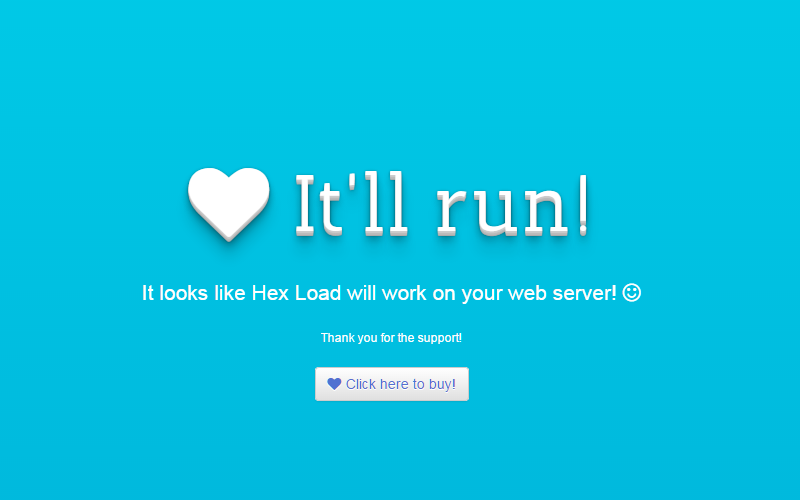 It'll run!
It looks like Hex Load will work on your web server!
Thank you for the support!
Click here to buy!